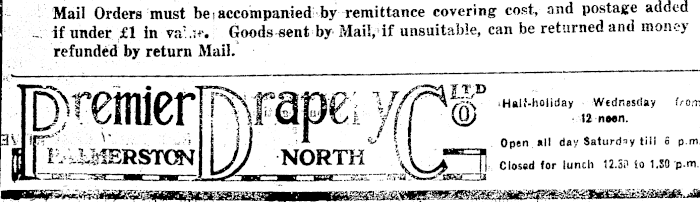 Mail Orders must be accompanied by remittance covering cost, and postage added
if under £1 in value. Goods sent by Mail, if unsuitable, can be returned and money
refunded by return Mail.
Premier Drapery Co LTD
PALMERSTON NORTH
Half-holiday Wednesday from
12 noon.
Open all day Saturday till 6 p.m.
Closed for lunch 12.30 to 1.30 p.m.